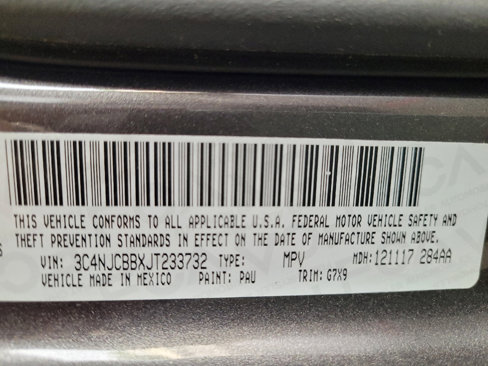 THIS VEHICLE CONFORMS TO ALL APPLICABLE U.S.A. FEDERAL MOTOR VEHICLE SAFETY AND
THEFT PREVENTION STANDARDS IN EFFECT ON THE DATE OF MANUFACTURE SHOWN ABOVE.
VIN: 3C4NJCBBXJT233732 TYPE: MPV MDH:121117 284AA
VEHICLE MADE IN MEXICO PAINT: PAU TRIM: G7X9